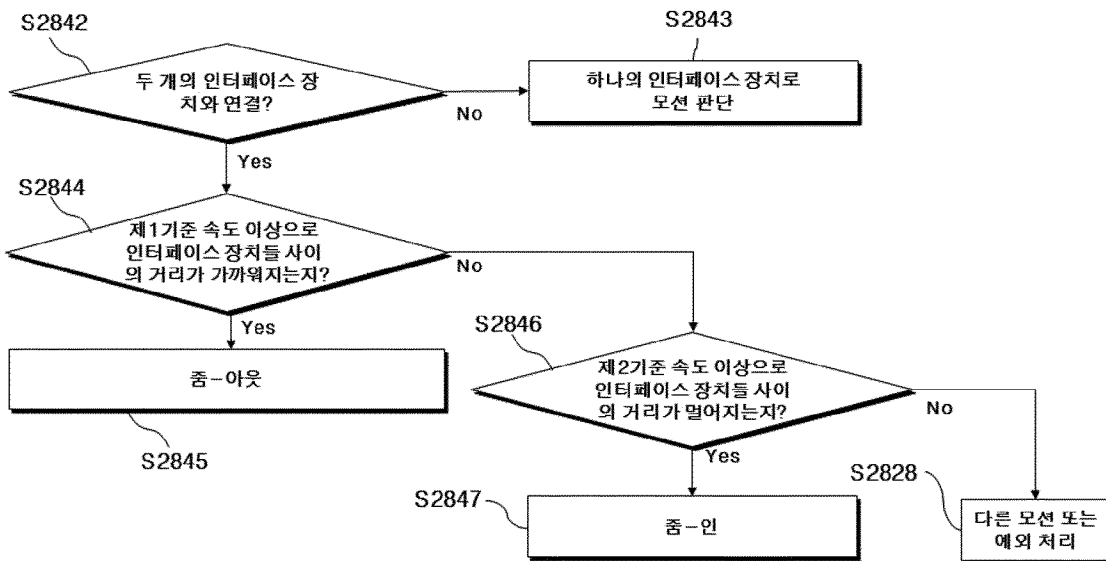 S2842
두 개의 인터페이스 장
치와 연결?
No
Yes
S2843
하나의 인터페이스 장치로
모션 판단
S2844
제1기준 속도 이상으로
인터페이스 장치들 사이
의 거리가 가까워지는지?
No
Yes
줌-아웃
S2845
S2846
제2기준 속도 이상으로
인터페이스 장치들 사이
의 거리가 멀어지는지?
No
Yes
S2847
줌-인
S2828
다른 모션 또는
예외 처리